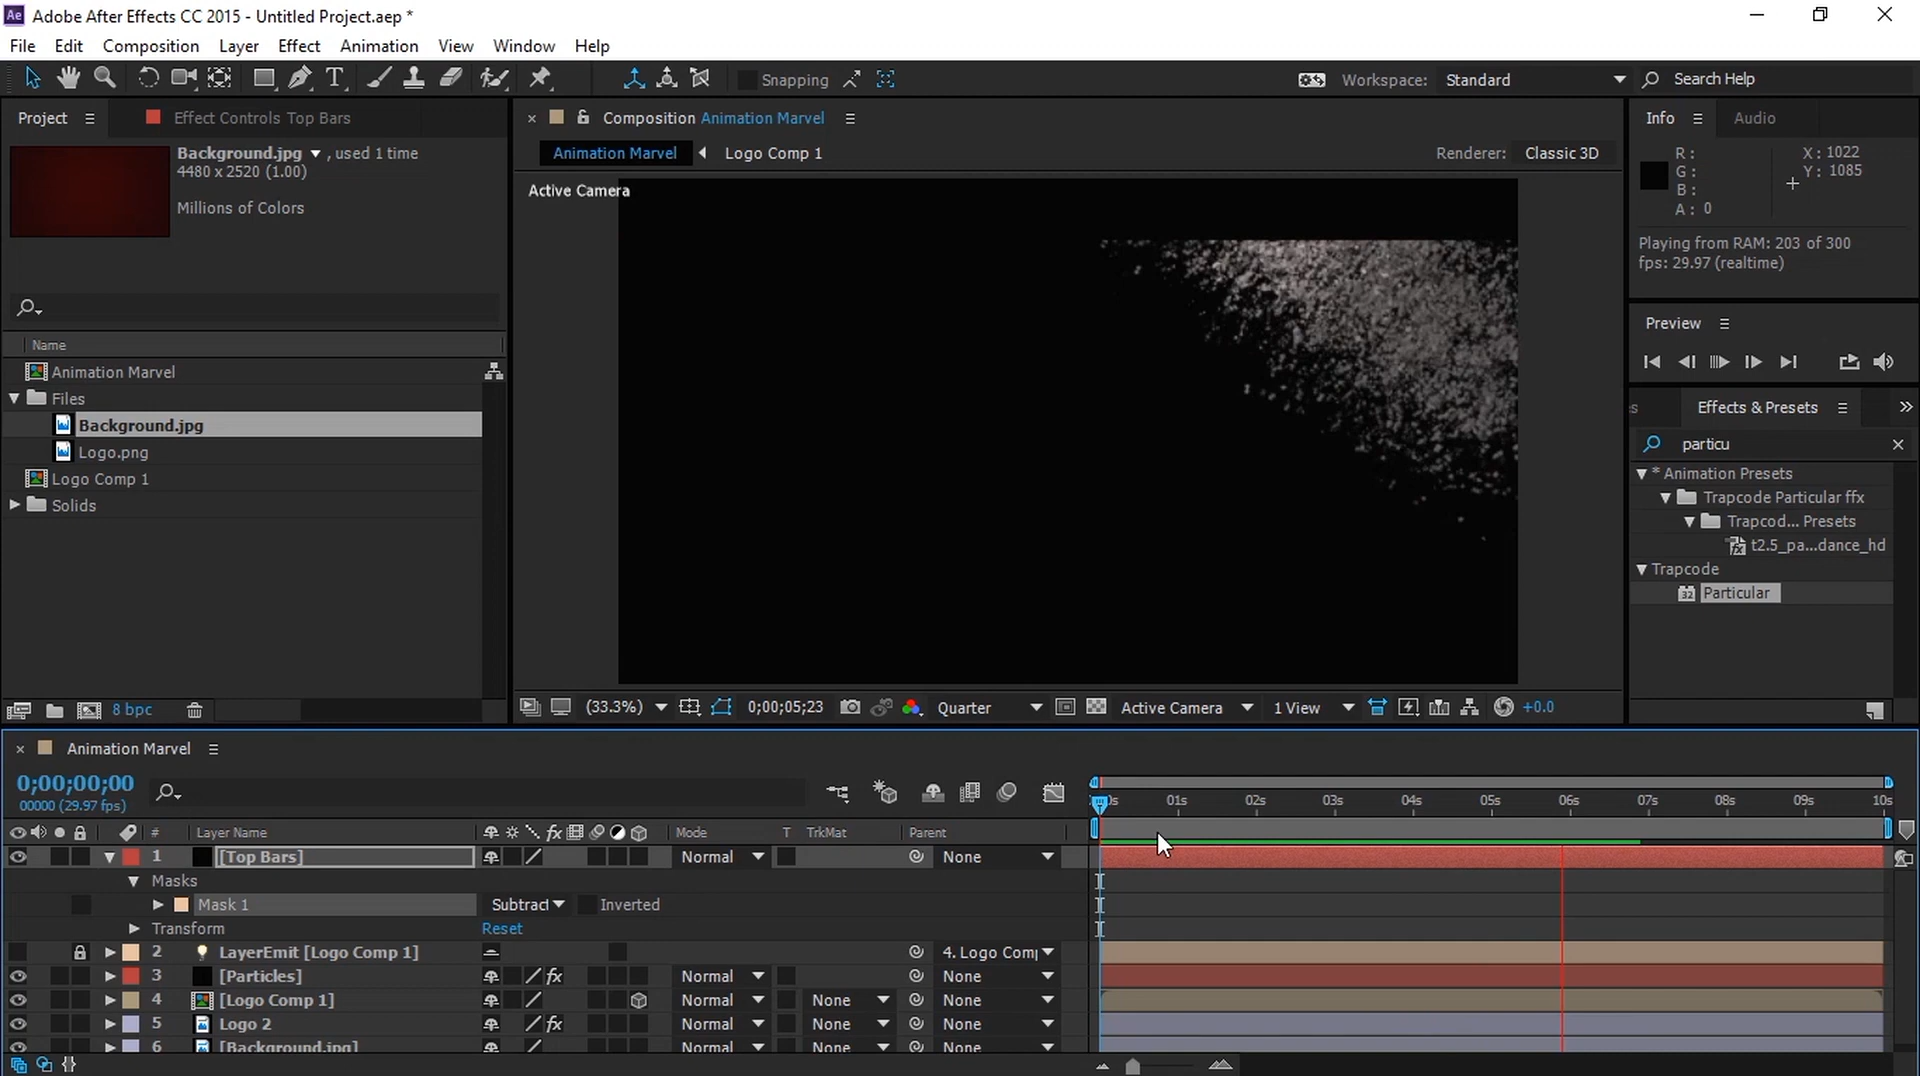 Ae Adobe After Effects CC 2015 - Untitled Project.aep *
File Edit Composition Layer Effect Animation View Window Help
Snapping Workspace: Standard Search Help
Project Effect Controls Top Bars
Background.jpg , used 1 time
4480 x 2520 (1.00)
Millions of Colors
Name
Animation Marvel
Files
Background.jpg
Logo.png
Logo Comp 1
Solids
8 bpc
Composition Animation Marvel
Animation Marvel Logo Comp 1 Renderer: Classic 3D
Active Camera
(33.3%) 0;00;05;23 Quarter Active Camera 1 View +0.0
Info Audio
R: X: 1022
G: Y: 1085
B:
A: 0
Playing from RAM: 203 of 300
fps: 29.97 (realtime)
Preview
s Effects & Presets
particu
* Animation Presets
Trapcode Particular ffx
Trapcod... Presets
t2.5_pa...dance_hd
Trapcode
32 Particular
Animation Marvel
0;00;00;00
00000 (29.97 fps)
0s 01s 02s 03s 04s 05s 06s 07s 08s 09s 10s
# Layer Name fx Mode T TrkMat Parent
1 [Top Bars] Normal None
Masks
Mask 1 Subtract Inverted
Transform Reset
2 LayerEmit [Logo Comp 1] 4. Logo Com
3 [Particles] fx Normal None
4 [Logo Comp 1] Normal None None
5 Logo 2 fx Normal None None
6 [Background.jpg] Normal None None